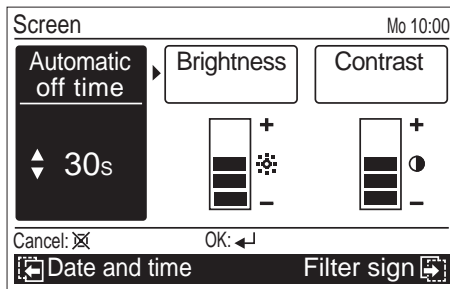 Screen Mo 10:00
Automatic off time Brightness Contrast
30s + +
− −
Cancel: OK:
Date and time Filter sign